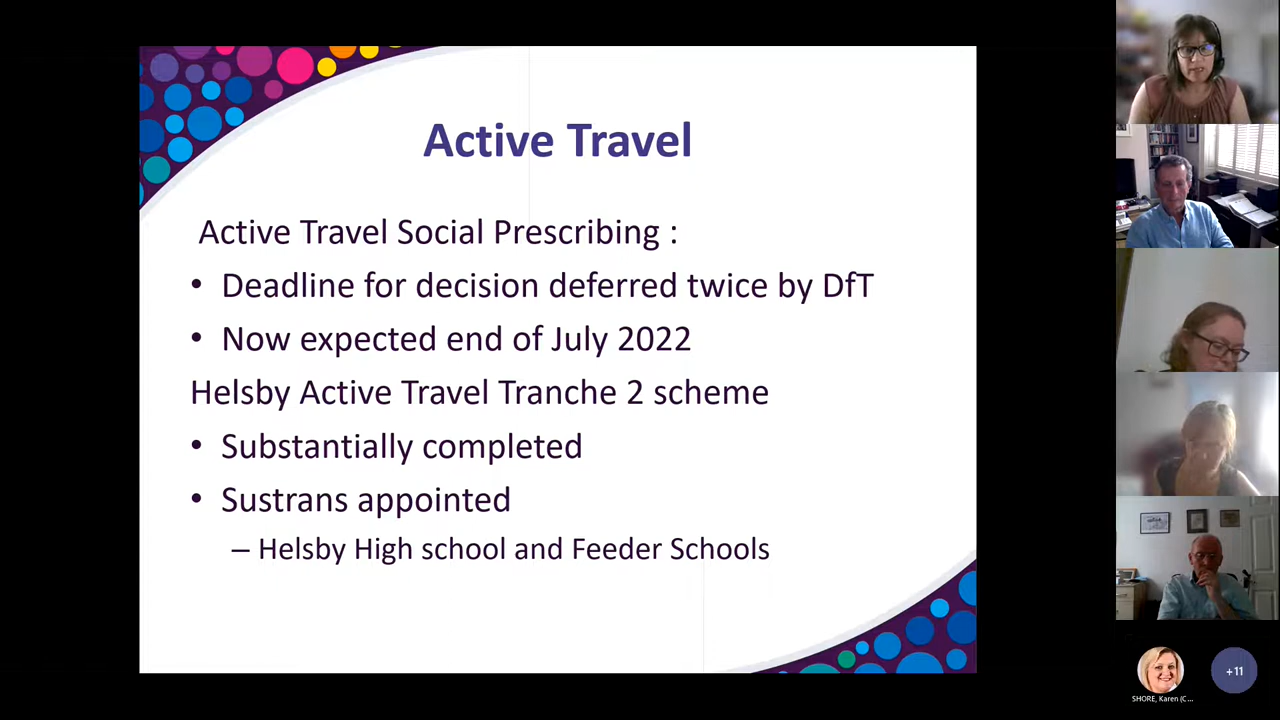 Active Travel
Active Travel Social Prescribing :
• Deadline for decision deferred twice by DfT
• Now expected end of July 2022
Helsby Active Travel Tranche 2 scheme
• Substantially completed
• Sustrans appointed
– Helsby High school and Feeder Schools
SHORE, Karen (C...
+11